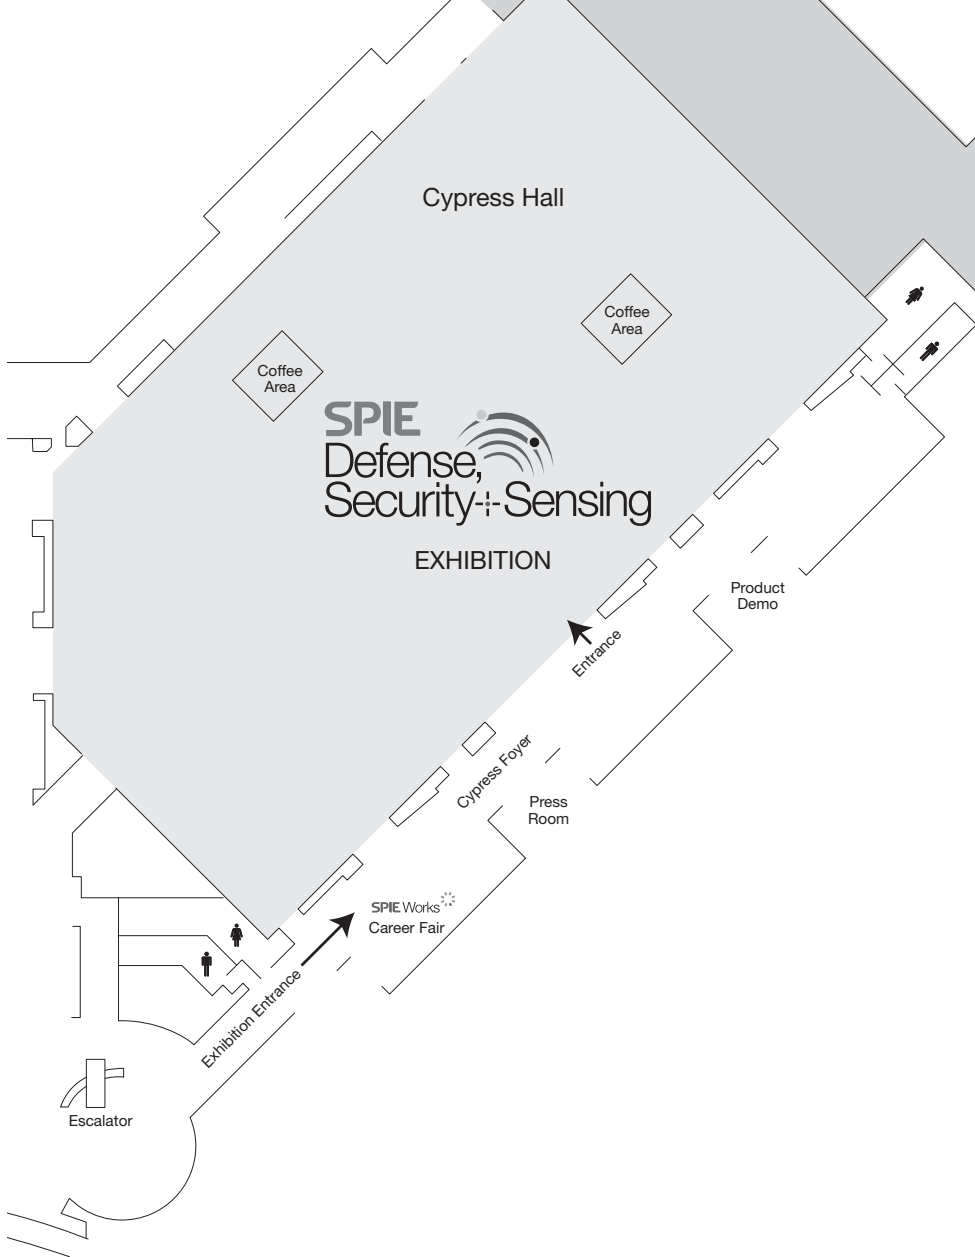 Cypress Hall
Coffee
Area
Coffee
Area
SPIE
Defense,
Security+Sensing
EXHIBITION
Entrance
Product
Demo
Cypress Foyer
Press
Room
SPIE Works
Career Fair
Exhibition Entrance
Escalator